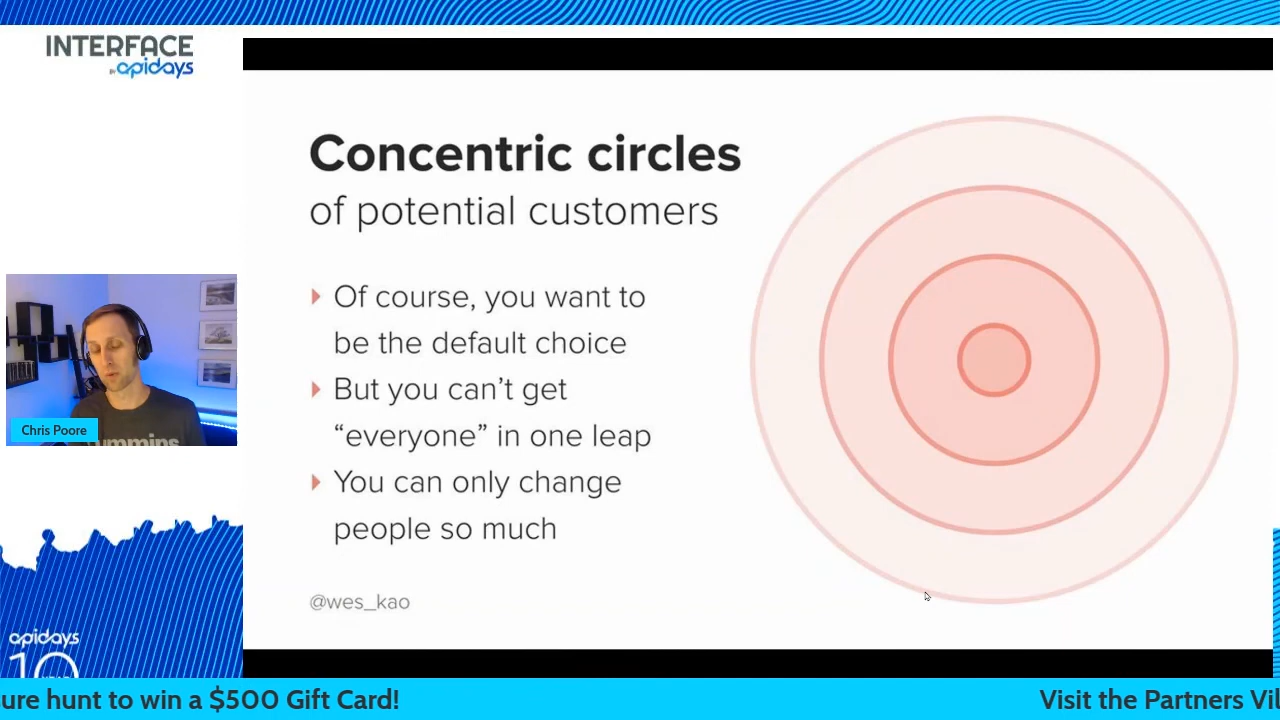 INTERFACE
BY apidays
Concentric circles
of potential customers
Of course, you want to
be the default choice
But you can’t get
“everyone” in one leap
You can only change
people so much
@wes_kao
Chris Poore
apidays
10
ure hunt to win a $500 Gift Card!
Visit the Partners Vil